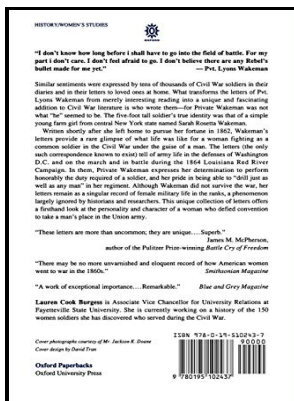 HISTORY/WOMEN'S STUDIES
"I don't know how long before i shall have to go into the field of battle. For my
part i don't care. I don't feel afraid to go. I don't believe there are any Rebel's
bullet made for me yet."
— Pvt. Lyons Wakeman
Similar sentiments were expressed by tens of thousands of Civil War soldiers in their
diaries and in their letters to loved ones at home. What transforms the letters of Pvt.
Lyons Wakeman from merely interesting reading into a unique and fascinating
addition to Civil War literature is who wrote them—for Private Wakeman was not
what "he" seemed to be. The five-foot tall soldier's true identity was that of a simple
young farm girl from central New York state named Sarah Rosetta Wakeman.
Written shortly after she left home to pursue her fortune in 1862, Wakeman's
letters provide a rare glimpse of what life was like for a woman fighting as a
common soldier in the Civil War under the guise of a man. The letters (the only
such correspondence known to exist) tell of army life in the defenses of Washington
D.C. and on the march and in battle during the 1864 Louisiana Red River
Campaign. In them, Private Wakeman expresses her determination to perform
honorably the duty required of a soldier, and her pride in being able to "drill just as
well as any man" in her regiment. Although Wakeman did not survive the war, her
letters remain as a singular record of female military life in the ranks, a phenomenon
largely ignored by historians and researchers. This unique collection of letters offers
a firsthand look at the personality and character of a woman who defied convention
to take a man's place in the Union army.
"These letters are more than uncommon; they are unique.....Superb."
James M. McPherson,
author of the Pulitzer Prize-winning Battle Cry of Freedom
"There may be no more unvarnished and eloquent record of how American women
went to war in the 1860s."
Smithsonian Magazine
"A work of exceptional importance....Remarkable."
Blue and Grey Magazine
Lauren Cook Burgess is Associate Vice Chancellor for University Relations at
Fayetteville State University. She is currently working on a history of the 150
women soldiers she has discovered who served during the Civil War.
Cover photographs courtesy of Mr. Jackson K. Doane
Cover design by David Tran
Oxford Paperbacks
Oxford University Press
ISBN 978-0-19-510243-7
90000
9 780195 102437